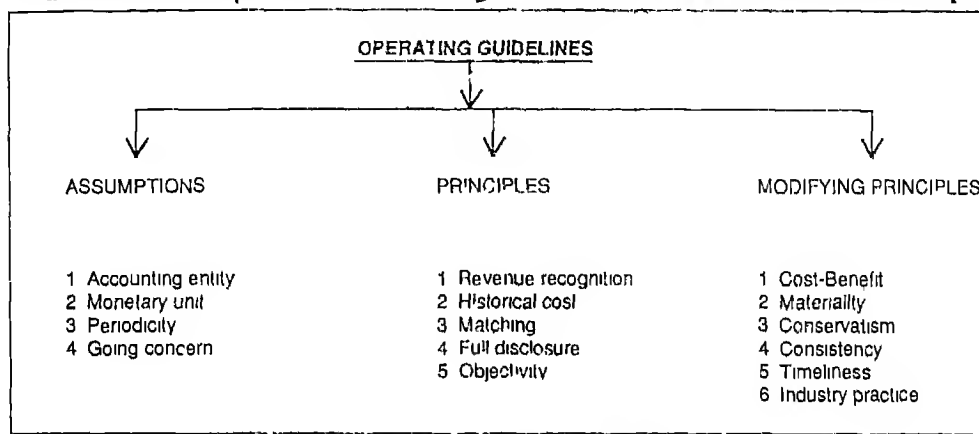 OPERATING GUIDELINES
ASSUMPTIONS
PRINCIPLES
MODIFYING PRINCIPLES
1 Accounting entity
2 Monetary unit
3 Periodicity
4 Going concern
1 Revenue recognition
2 Historical cost
3 Matching
4 Full disclosure
5 Objectivity
1 Cost-Benefit
2 Materiality
3 Conservatism
4 Consistency
5 Timeliness
6 Industry practice